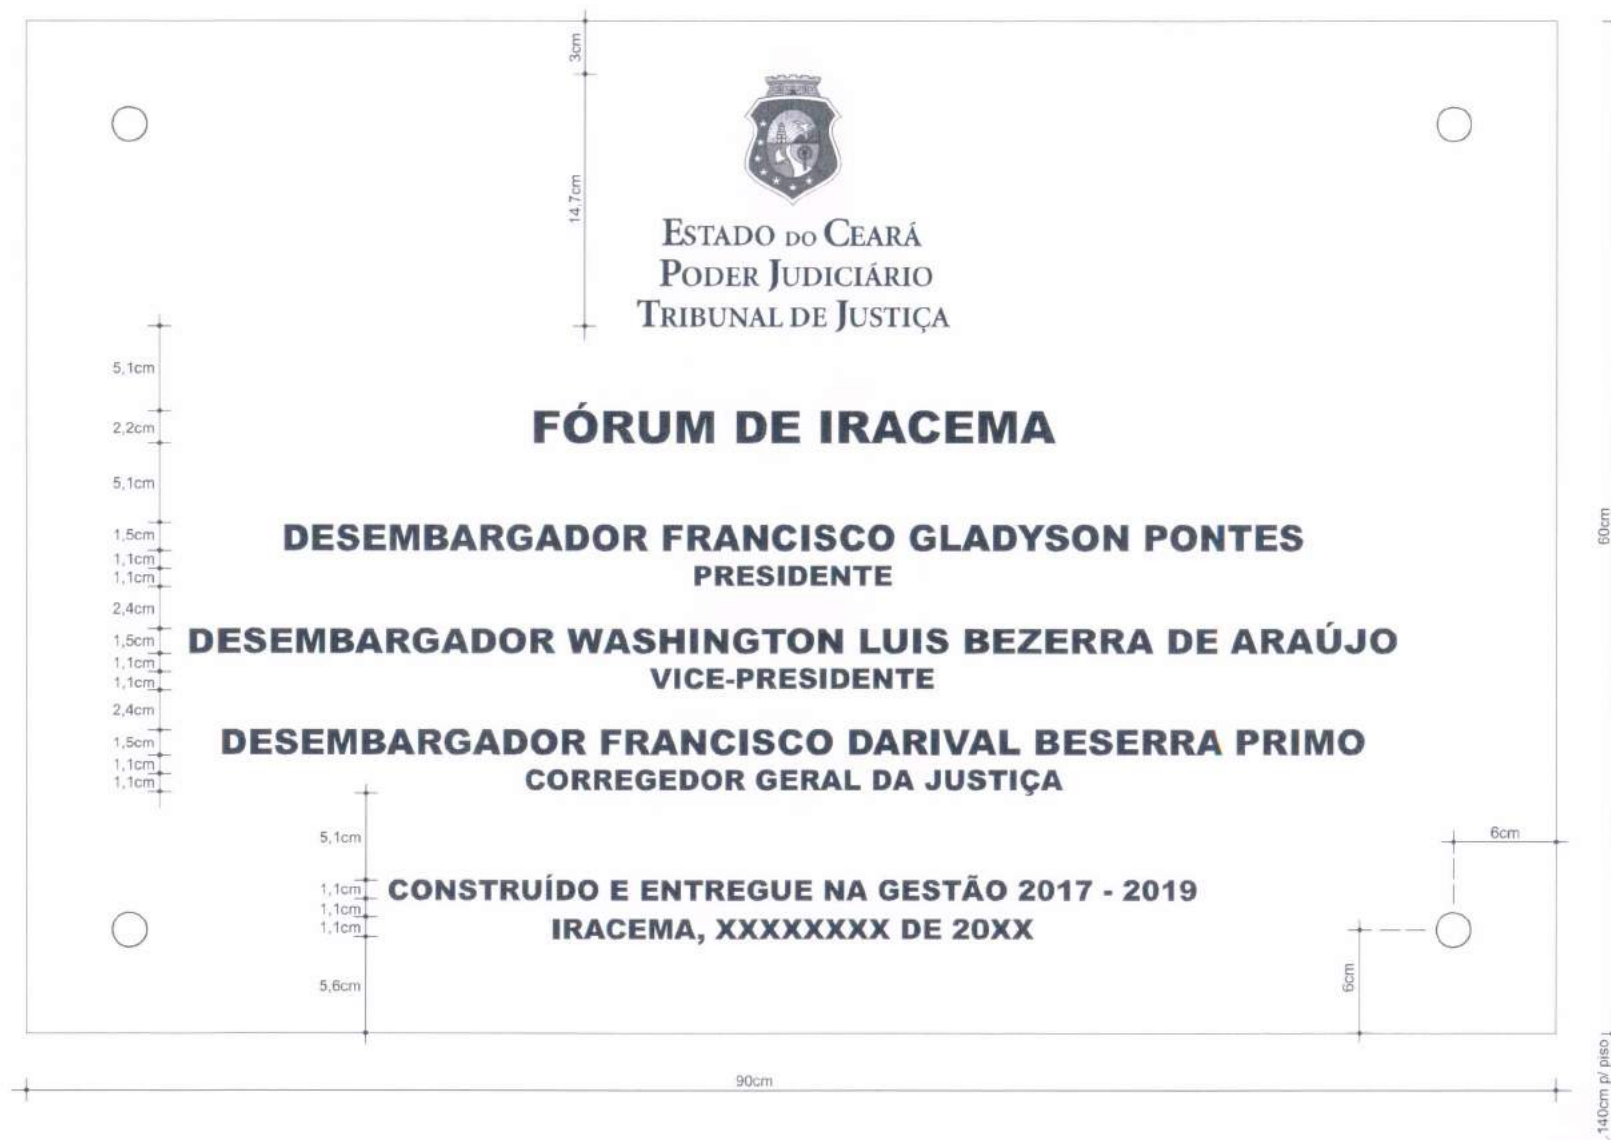 3cm
14,7cm
ESTADO DO CEARÁ
PODER JUDICIÁRIO
TRIBUNAL DE JUSTIÇA
5,1cm
2,2cm
FÓRUM DE IRACEMA
5,1cm
1,5cm
DESEMBARGADOR FRANCISCO GLADYSON PONTES
1,1cm
1,1cm
PRESIDENTE
2,4cm
1,5cm
DESEMBARGADOR WASHINGTON LUIS BEZERRA DE ARAÚJO
1,1cm
1,1cm
VICE-PRESIDENTE
2,4cm
1,5cm
DESEMBARGADOR FRANCISCO DARIVAL BESERRA PRIMO
1,1cm
1,1cm
CORREGEDOR GERAL DA JUSTIÇA
5,1cm
1,1cm
CONSTRUÍDO E ENTREGUE NA GESTÃO 2017 - 2019
1,1cm
1,1cm
IRACEMA, XXXXXXXX DE 20XX
5,6cm
6cm
6cm
60cm
90cm
140cm p/ piso